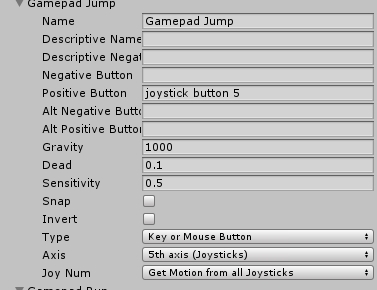 Gamepad Jump
Name Gamepad Jump
Descriptive Name
Descriptive Negat
Negative Button
Positive Button joystick button 5
Alt Negative Butto
Alt Positive Button
Gravity 1000
Dead 0.1
Sensitivity 0.5
Snap
Invert
Type Key or Mouse Button
Axis 5th axis (Joysticks)
Joy Num Get Motion from all Joysticks
Gamepad Run